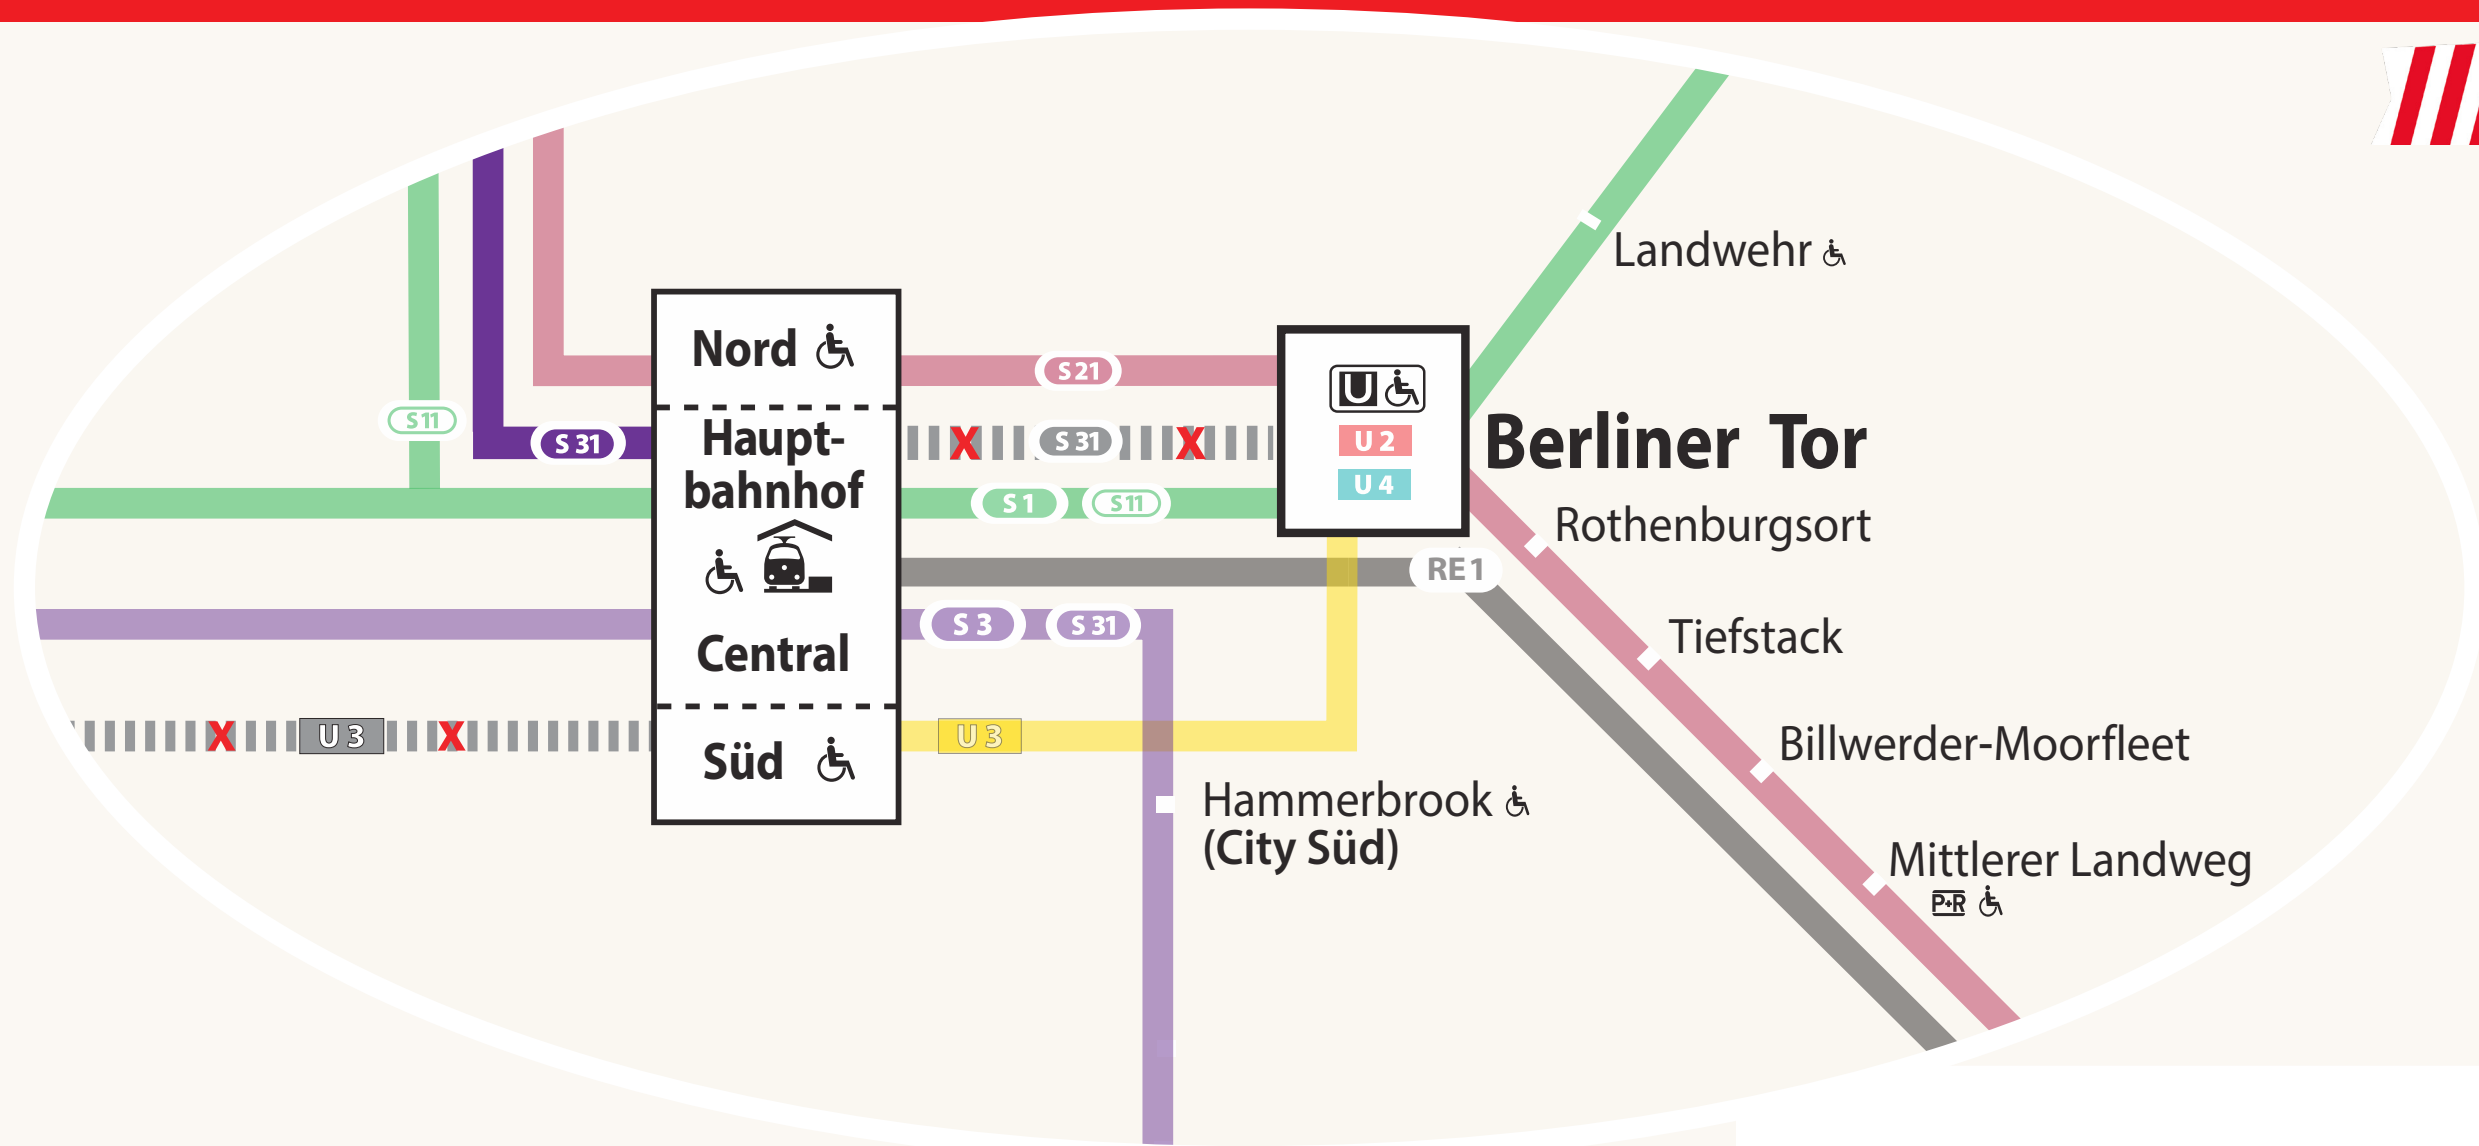 Landwehr
Nord
S 21
S 11
S 31
Haupt-
bahnhof
X
S 31
X
U
U 2
U 4
Berliner Tor
S 1
S 11
Rothenburgsort
RE 1
Central
S 3
S 31
Tiefstack
X
U 3
X
Süd
U 3
Billwerder-Moorfleet
Hammerbrook
(City Süd)
Mittlerer Landweg
P+R